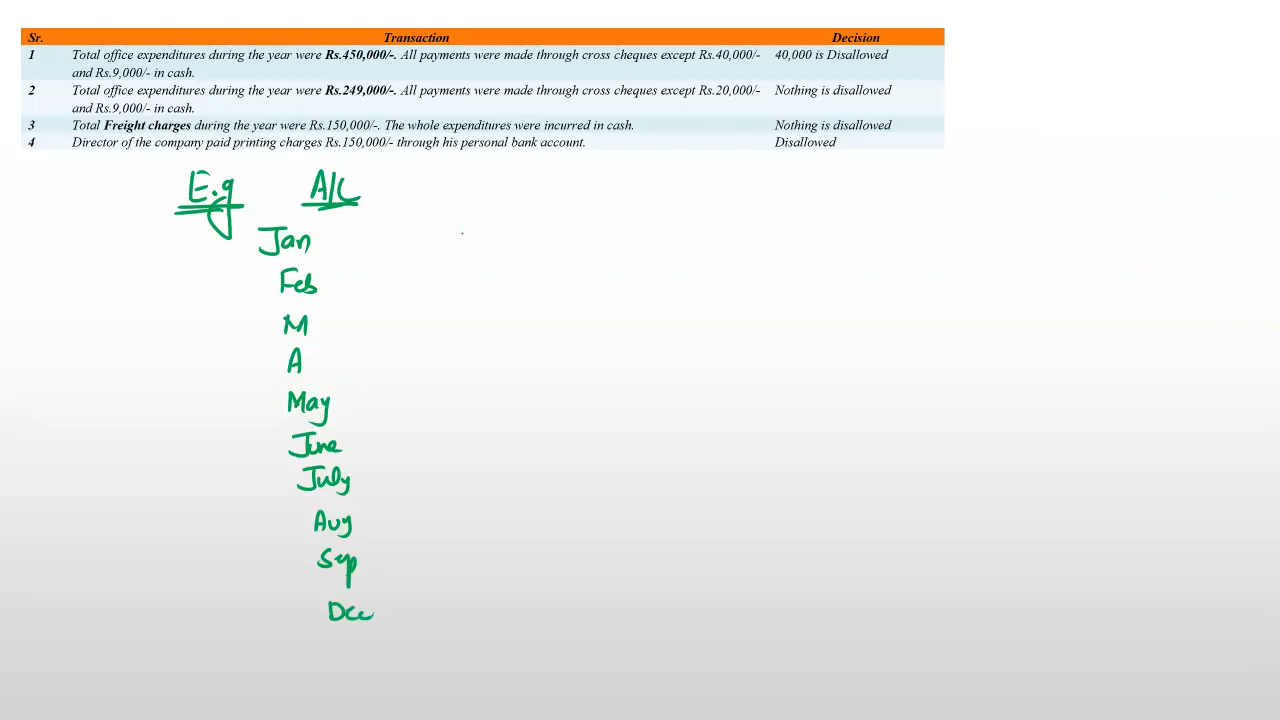 Sr. Transaction Decision
1 Total office expenditures during the year were Rs.450,000/-. All payments were made through cross cheques except Rs.40,000/- 40,000 is Disallowed
and Rs.9,000/- in cash.
2 Total office expenditures during the year were Rs.249,000/-. All payments were made through cross cheques except Rs.20,000/- Nothing is disallowed
and Rs.9,000/- in cash.
3 Total Freight charges during the year were Rs.150,000/-. The whole expenditures were incurred in cash. Nothing is disallowed
4 Director of the company paid printing charges Rs.150,000/- through his personal bank account. Disallowed
E.g A/C
Jan
Feb
M
A
May
June
July
Aug
Sep
Dec